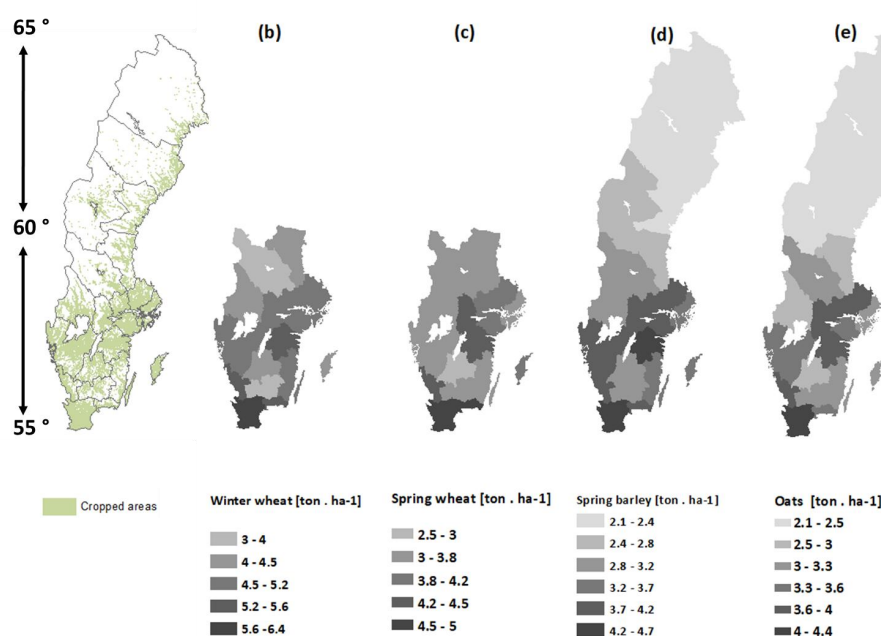 65 °
(b)
(c)
(d)
(e)
60 °
55 °
Cropped areas
Winter wheat [ton . ha-1]
3 - 4
4 - 4.5
4.5 - 5.2
5.2 - 5.6
5.6 -6.4
Spring wheat [ton . ha-1]
2.5 - 3
3 - 3.8
3.8 - 4.2
4.2 - 4.5
4.5 - 5
Spring barley [ton . ha-1]
2.1 - 2.4
2.4 - 2.8
2.8 - 3.2
3.2 - 3.7
3.7 - 4.2
4.2 - 4.7
Oats [ton . ha-1]
2.1 - 2.5
2.5 - 3
3 - 3.3
3.3 - 3.6
3.6 - 4
4 - 4.4